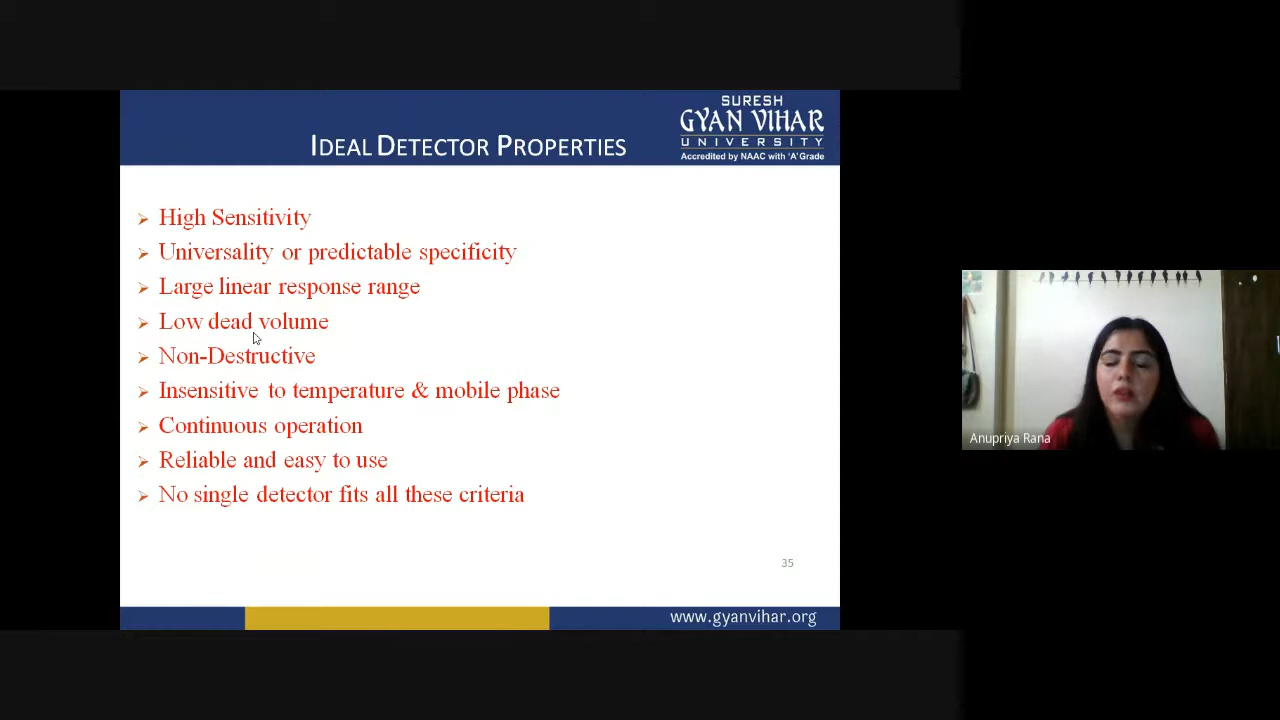 SURESH
GYAN VIHAR
UNIVERSITY
Accredited by NAAC with 'A' Grade
IDEAL DETECTOR PROPERTIES
High Sensitivity
Universality or predictable specificity
Large linear response range
Low dead volume
Non-Destructive
Insensitive to temperature & mobile phase
Continuous operation
Reliable and easy to use
No single detector fits all these criteria
35
www.gyanvihar.org
Anupriya Rana